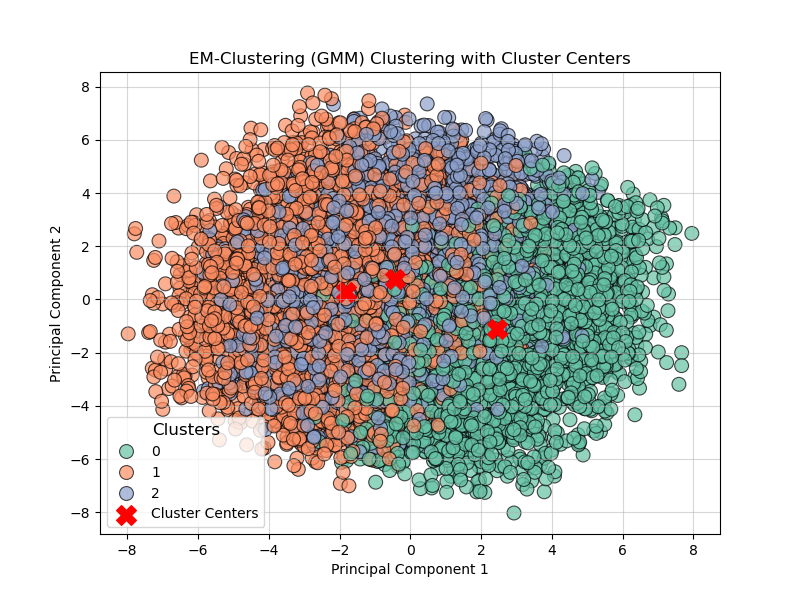 EM-Clustering (GMM) Clustering with Cluster Centers
8
6
4
2
0
−2
−4
−6
−8
Principal Component 2
Clusters
0
1
2
Cluster Centers
−8 −6 −4 −2 0 2 4 6 8
Principal Component 1